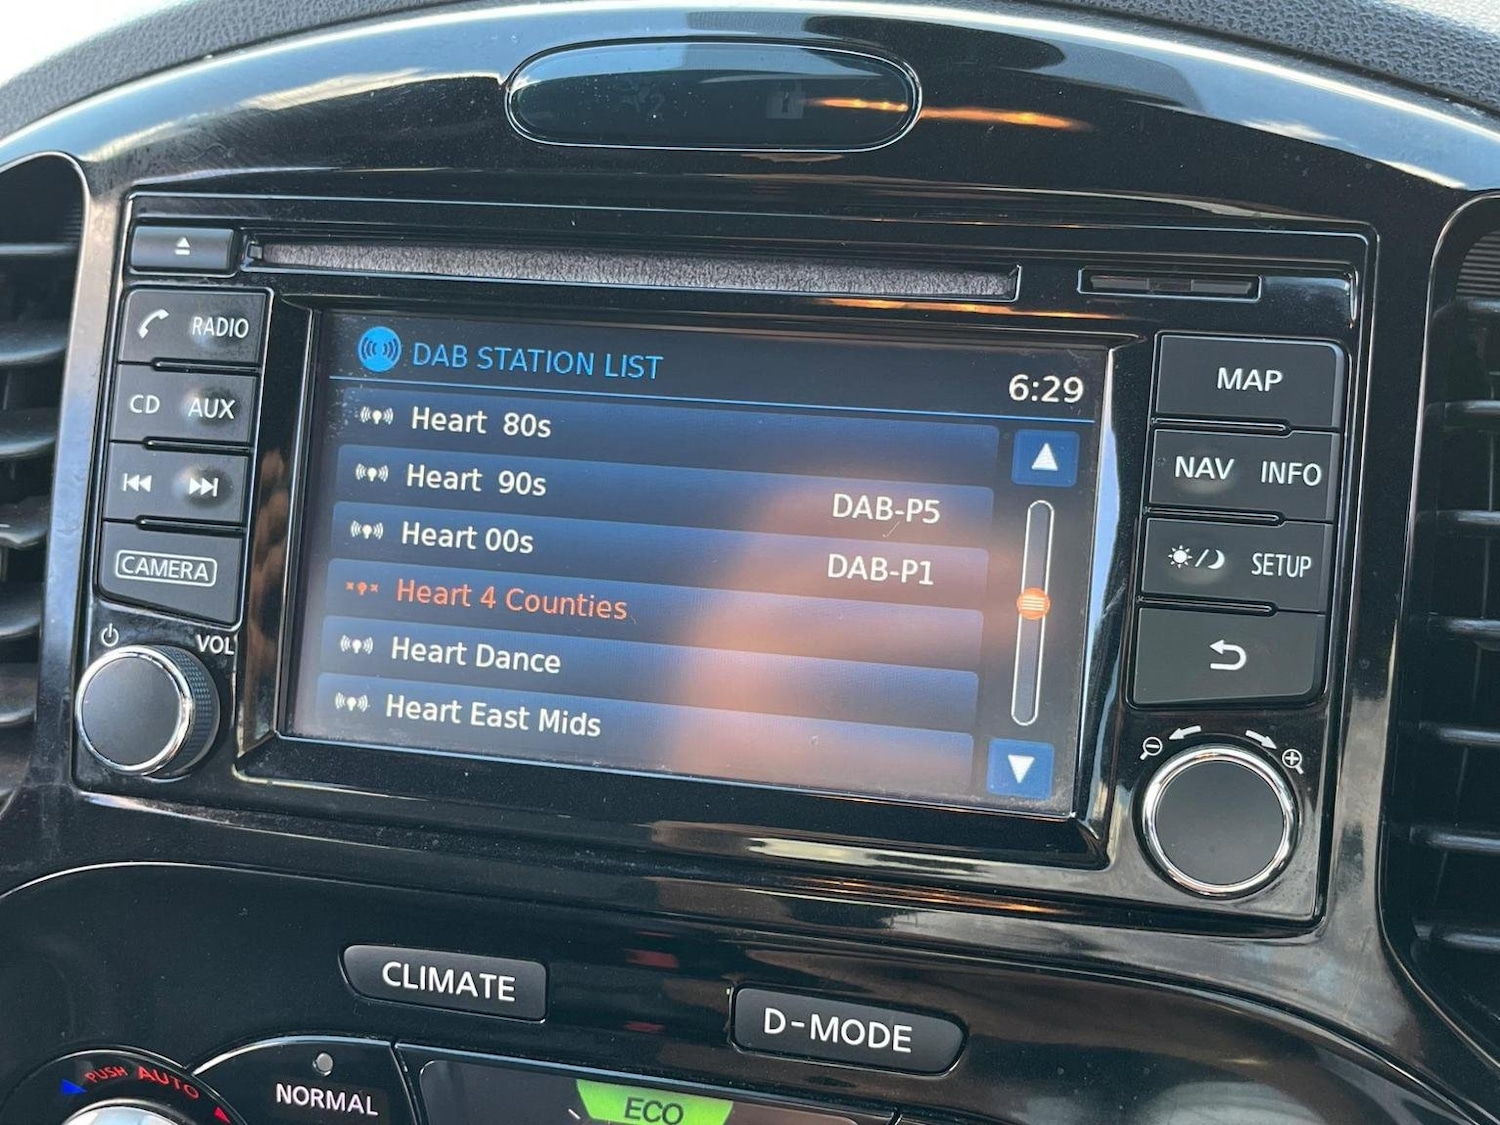 RADIO
CD AUX
CAMERA
VOL
DAB STATION LIST
6:29
Heart 80s
Heart 90s
DAB-P5
Heart 00s
DAB-P1
Heart 4 Counties
Heart Dance
Heart East Mids
MAP
NAV INFO
SETUP
CLIMATE
D-MODE
PUSH AUTO
NORMAL
ECO